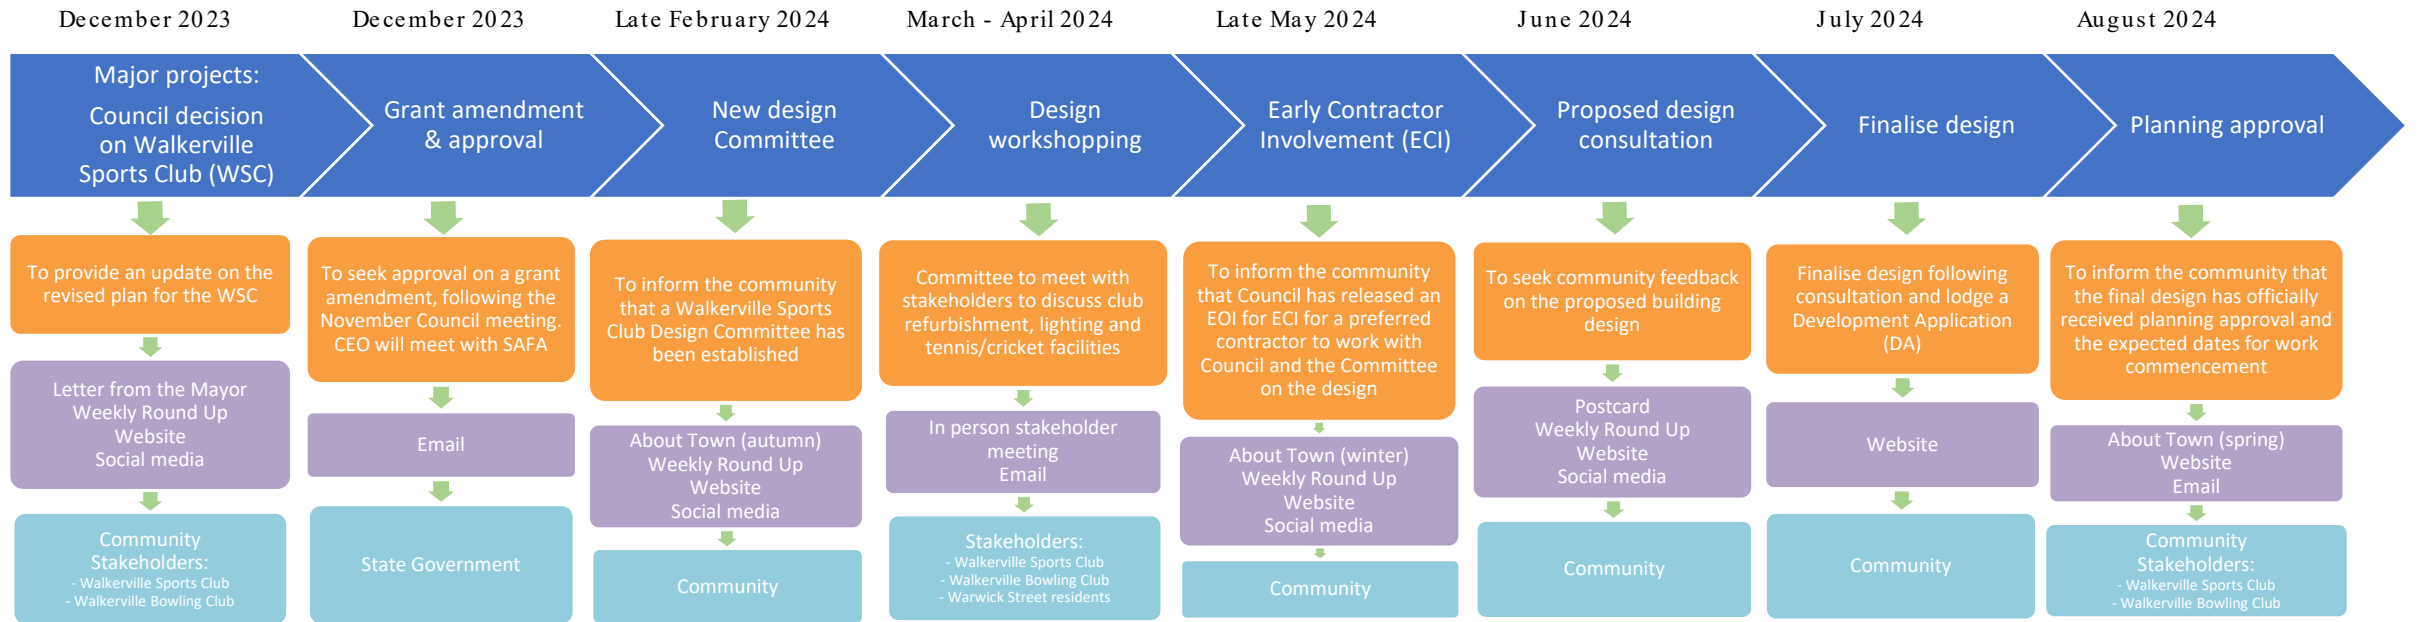 December 2023
December 2023
Late February 2024
March - April 2024
Late May 2024
June 2024
July 2024
August 2024
Major projects:
Council decision
on Walkerville
Sports Club (WSC)
Grant amendment
& approval
New design
Committee
Design
workshopping
Early Contractor
Involvement (ECI)
Proposed design
consultation
Finalise design
Planning approval
To provide an update on the
revised plan for the WSC
To seek approval on a grant
amendment, following the
November Council meeting.
CEO will meet with SAFA
To inform the community
that a Walkerville Sports
Club Design Committee has
been established
Committee to meet with
stakeholders to discuss club
refurbishment, lighting and
tennis/cricket facilities
To inform the community
that Council has released an
EOI for ECI for a preferred
contractor to work with
Council and the Committee
on the design
To seek community feedback
on the proposed building
design
Finalise design following
consultation and lodge a
Development Application
(DA)
To inform the community that
the final design has officially
received planning approval and
the expected dates for work
commencement
Letter from the Mayor
Weekly Round Up
Website
Social media
Email
About Town (autumn)
Weekly Round Up
Website
Social media
In person stakeholder
meeting
Email
About Town (winter)
Weekly Round Up
Website
Social media
Postcard
Weekly Round Up
Website
Social media
Website
About Town (spring)
Website
Email
Community
Stakeholders:
- Walkerville Sports Club
- Walkerville Bowling Club
State Government
Community
Stakeholders:
- Walkerville Sports Club
- Walkerville Bowling Club
- Warwick Street residents
Community
Community
Community
Community
Stakeholders:
- Walkerville Sports Club
- Walkerville Bowling Club